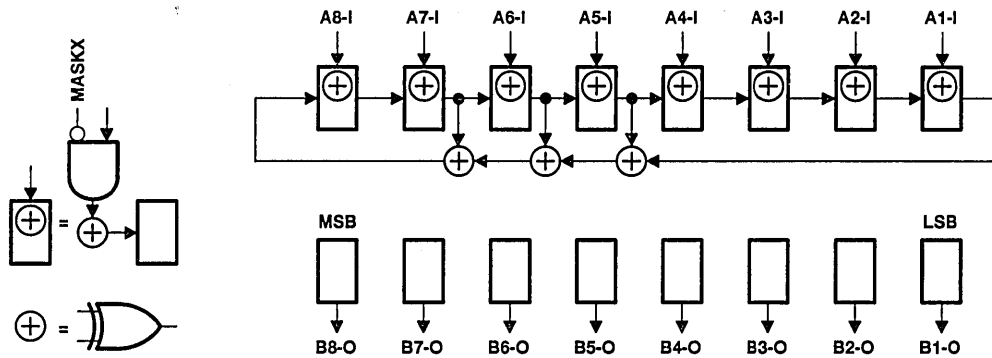 A8-I A7-I A6-I A5-I A4-I A3-I A2-I A1-I
MASKX
=
=
MSB LSB
B8-O B7-O B6-O B5-O B4-O B3-O B2-O B1-O